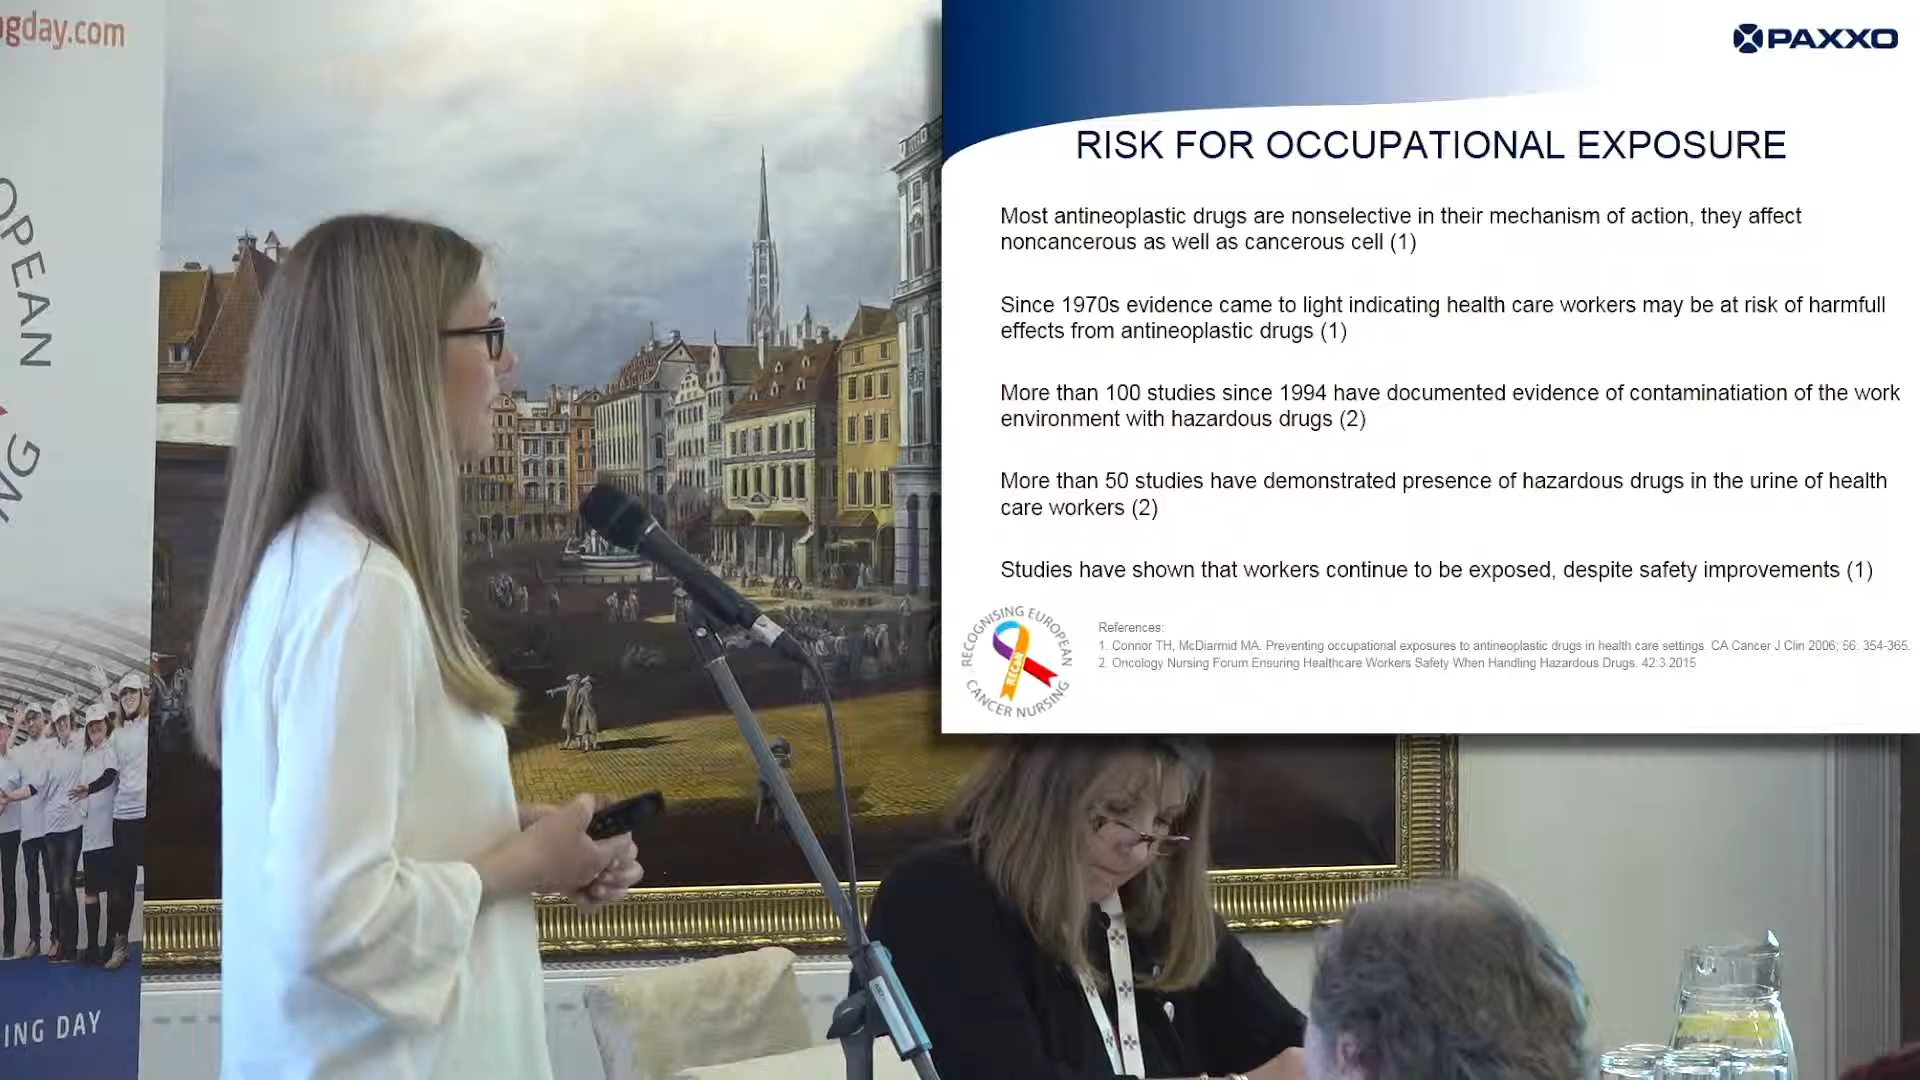 gday.com
OPEAN
ING DAY
PAXXO
RISK FOR OCCUPATIONAL EXPOSURE
Most antineoplastic drugs are nonselective in their mechanism of action, they affect
noncancerous as well as cancerous cell (1)
Since 1970s evidence came to light indicating health care workers may be at risk of harmfull
effects from antineoplastic drugs (1)
More than 100 studies since 1994 have documented evidence of contaminatiation of the work
environment with hazardous drugs (2)
More than 50 studies have demonstrated presence of hazardous drugs in the urine of health
care workers (2)
Studies have shown that workers continue to be exposed, despite safety improvements (1)
RECOGNISING EUROPEAN
CANCER NURSING
RECAN
References:
1. Connor TH, McDiarmid MA. Preventing occupational exposures to antineoplastic drugs in health care settings. CA Cancer J Clin 2006; 56: 354-365.
2. Oncology Nursing Forum Ensuring Healthcare Workers Safety When Handling Hazardous Drugs. 42.3.2015